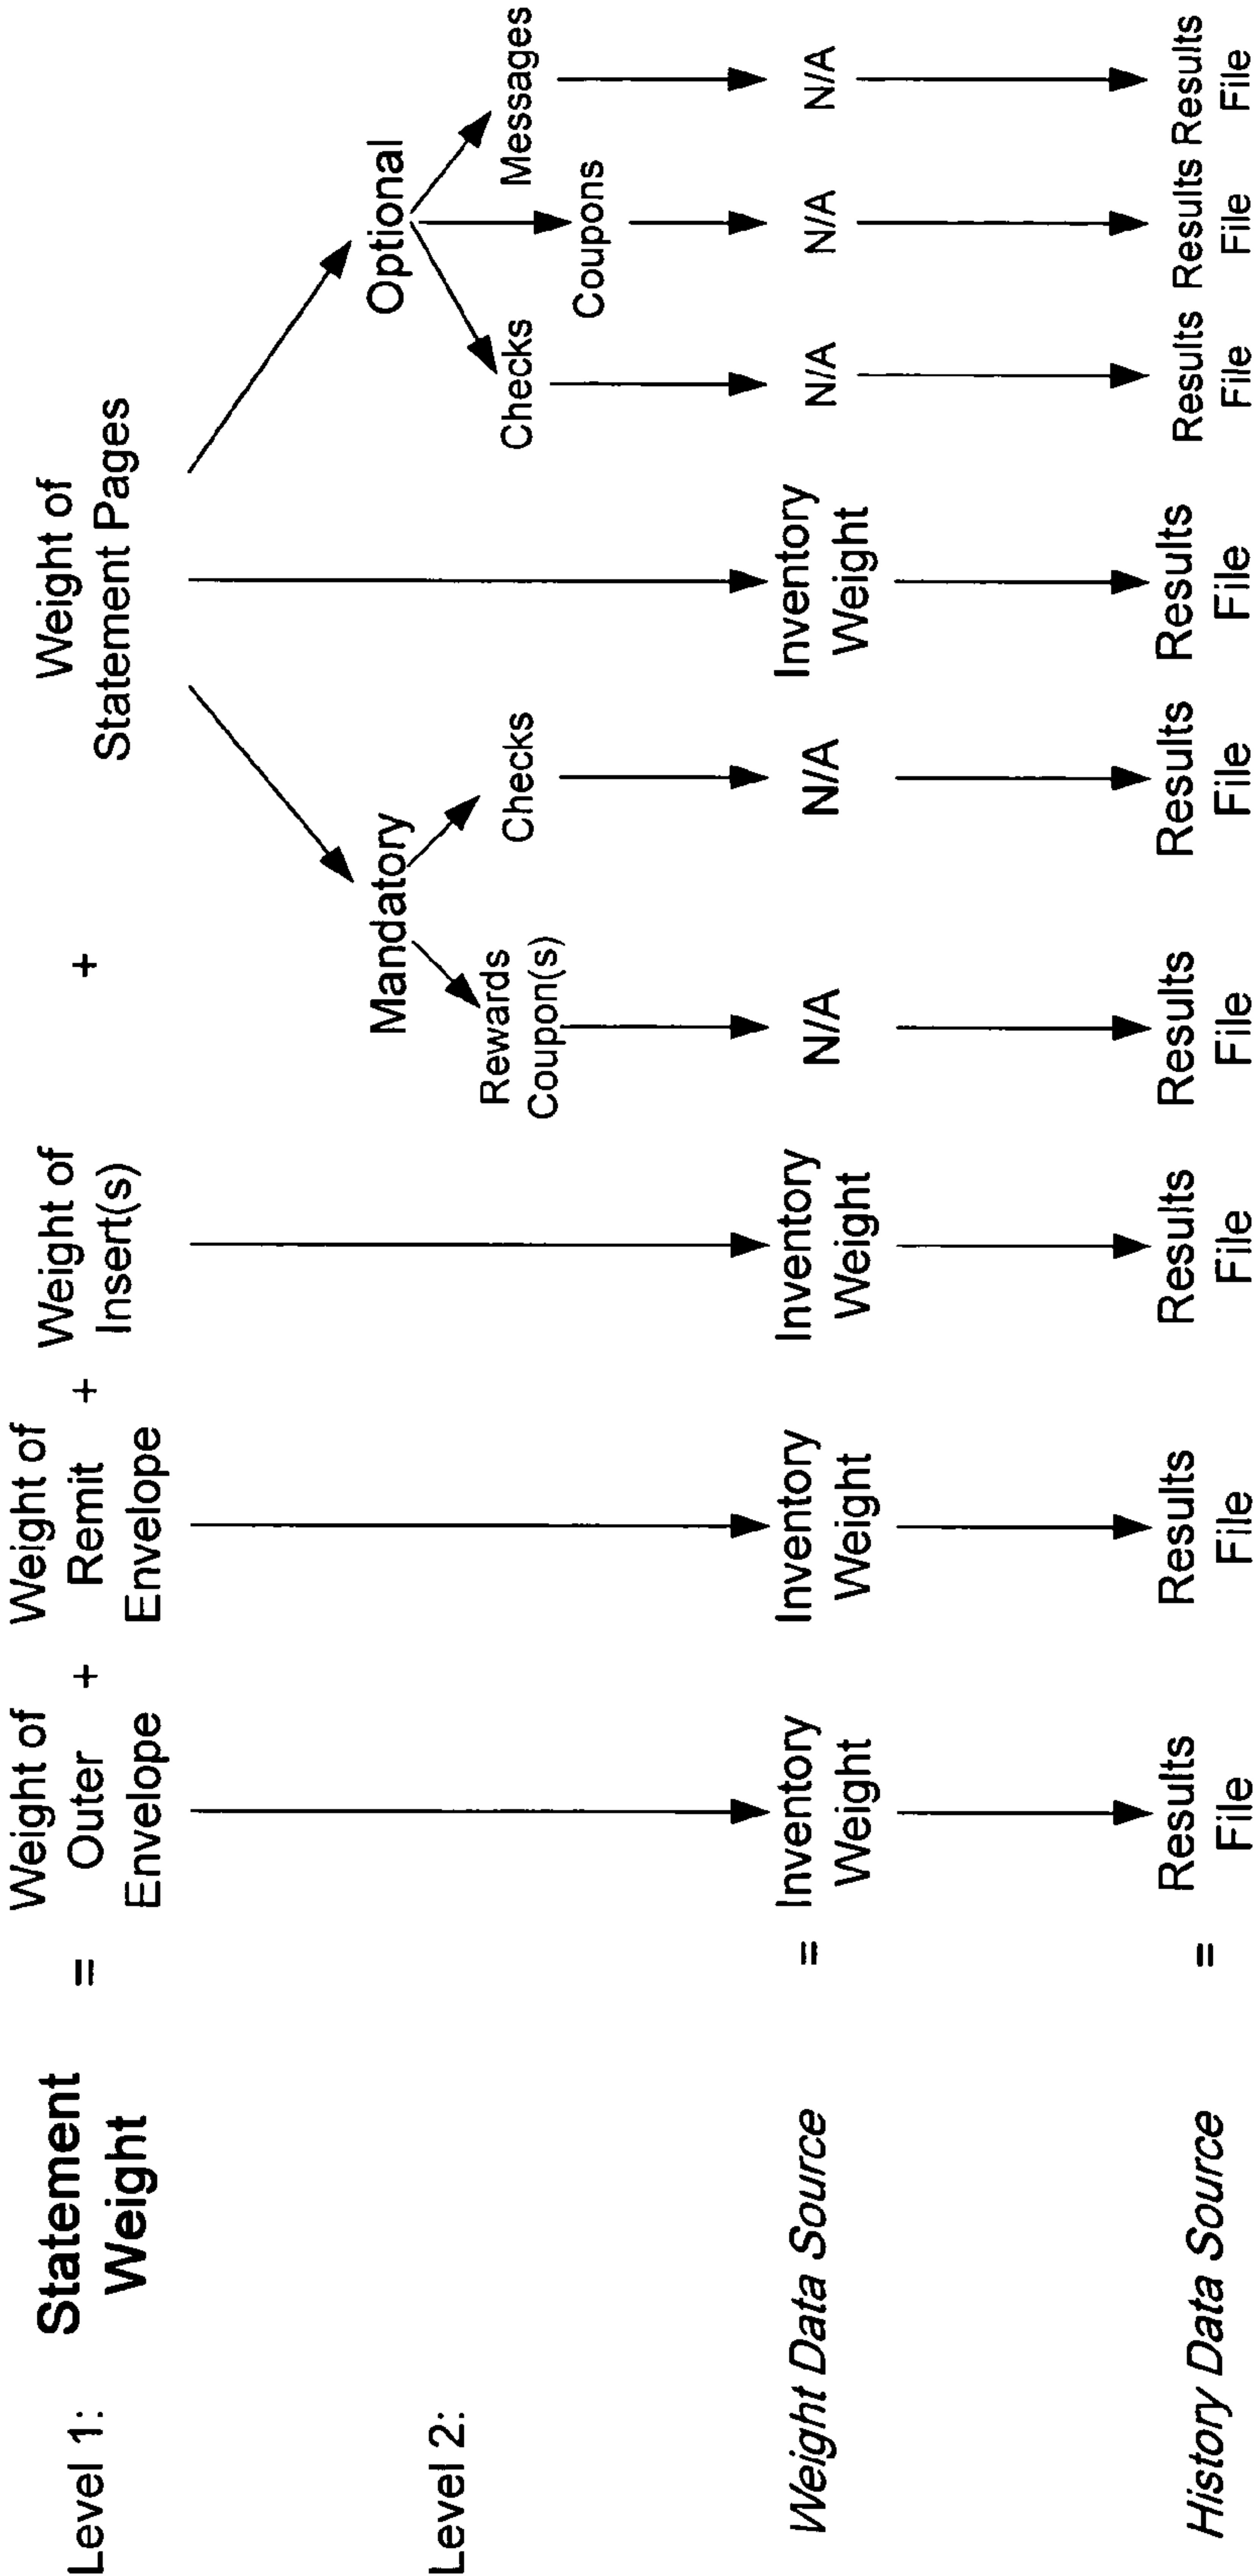 Level 1:
Statement
Weight
=
Weight of
Outer
Envelope
+
Weight of
Remit
Envelope
+
Weight of
Insert(s)
+
Weight of
Statement Pages
Level 2:
Mandatory
Optional
Rewards
Coupon(s)
Checks
Checks
Coupons
Messages
Weight Data Source
=
Inventory
Weight
Inventory
Weight
Inventory
Weight
N/A
N/A
Inventory
Weight
N/A
N/A
N/A
History Data Source
=
Results
File
Results
File
Results
File
Results
File
Results
File
Results
File
Results
File
Results
File
Results
File